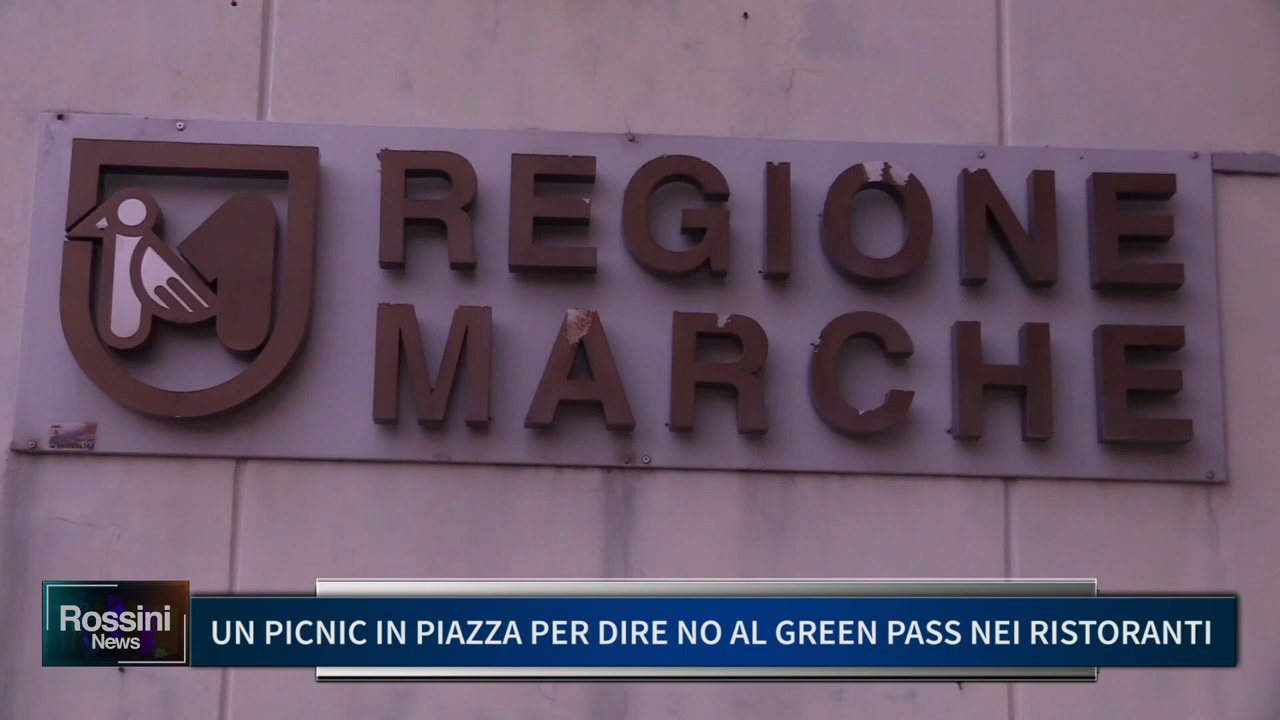 REGIONE
MARCHE
Rossini
News
UN PICNIC IN PIAZZA PER DIRE NO AL GREEN PASS NEI RISTORANTI